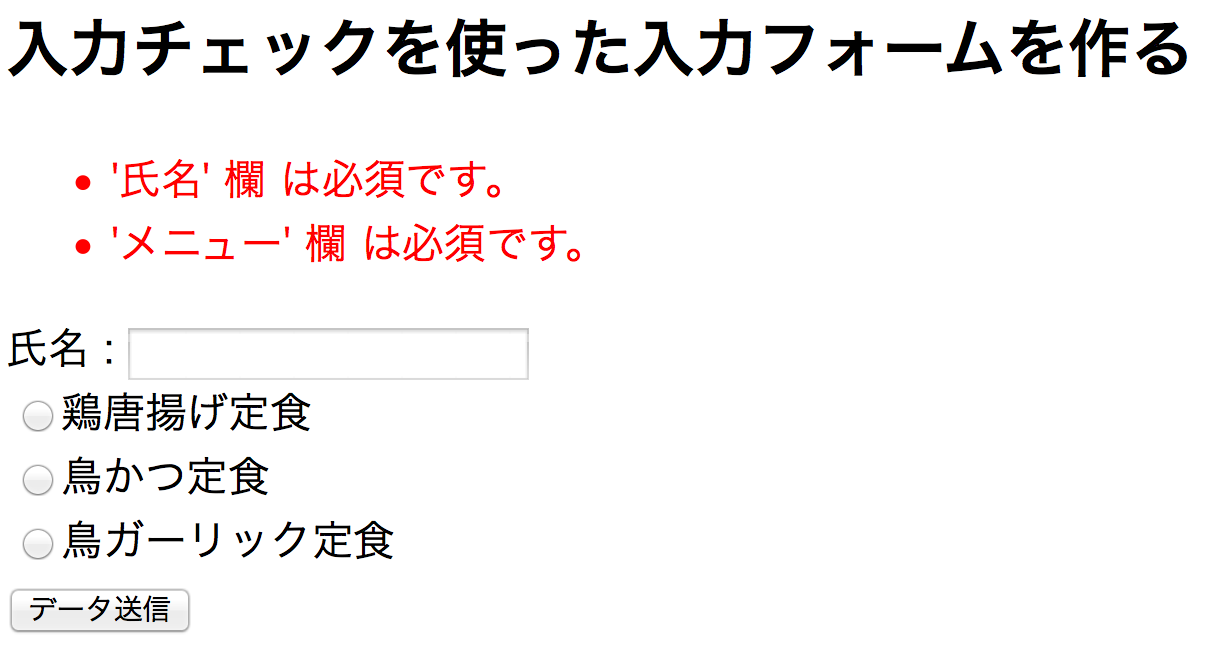 入力チェックを使った入力フォームを作る
'氏名' 欄 は必須です。
'メニュー' 欄 は必須です。
氏名：
鶏唐揚げ定食
鳥かつ定食
鳥ガーリック定食
データ送信